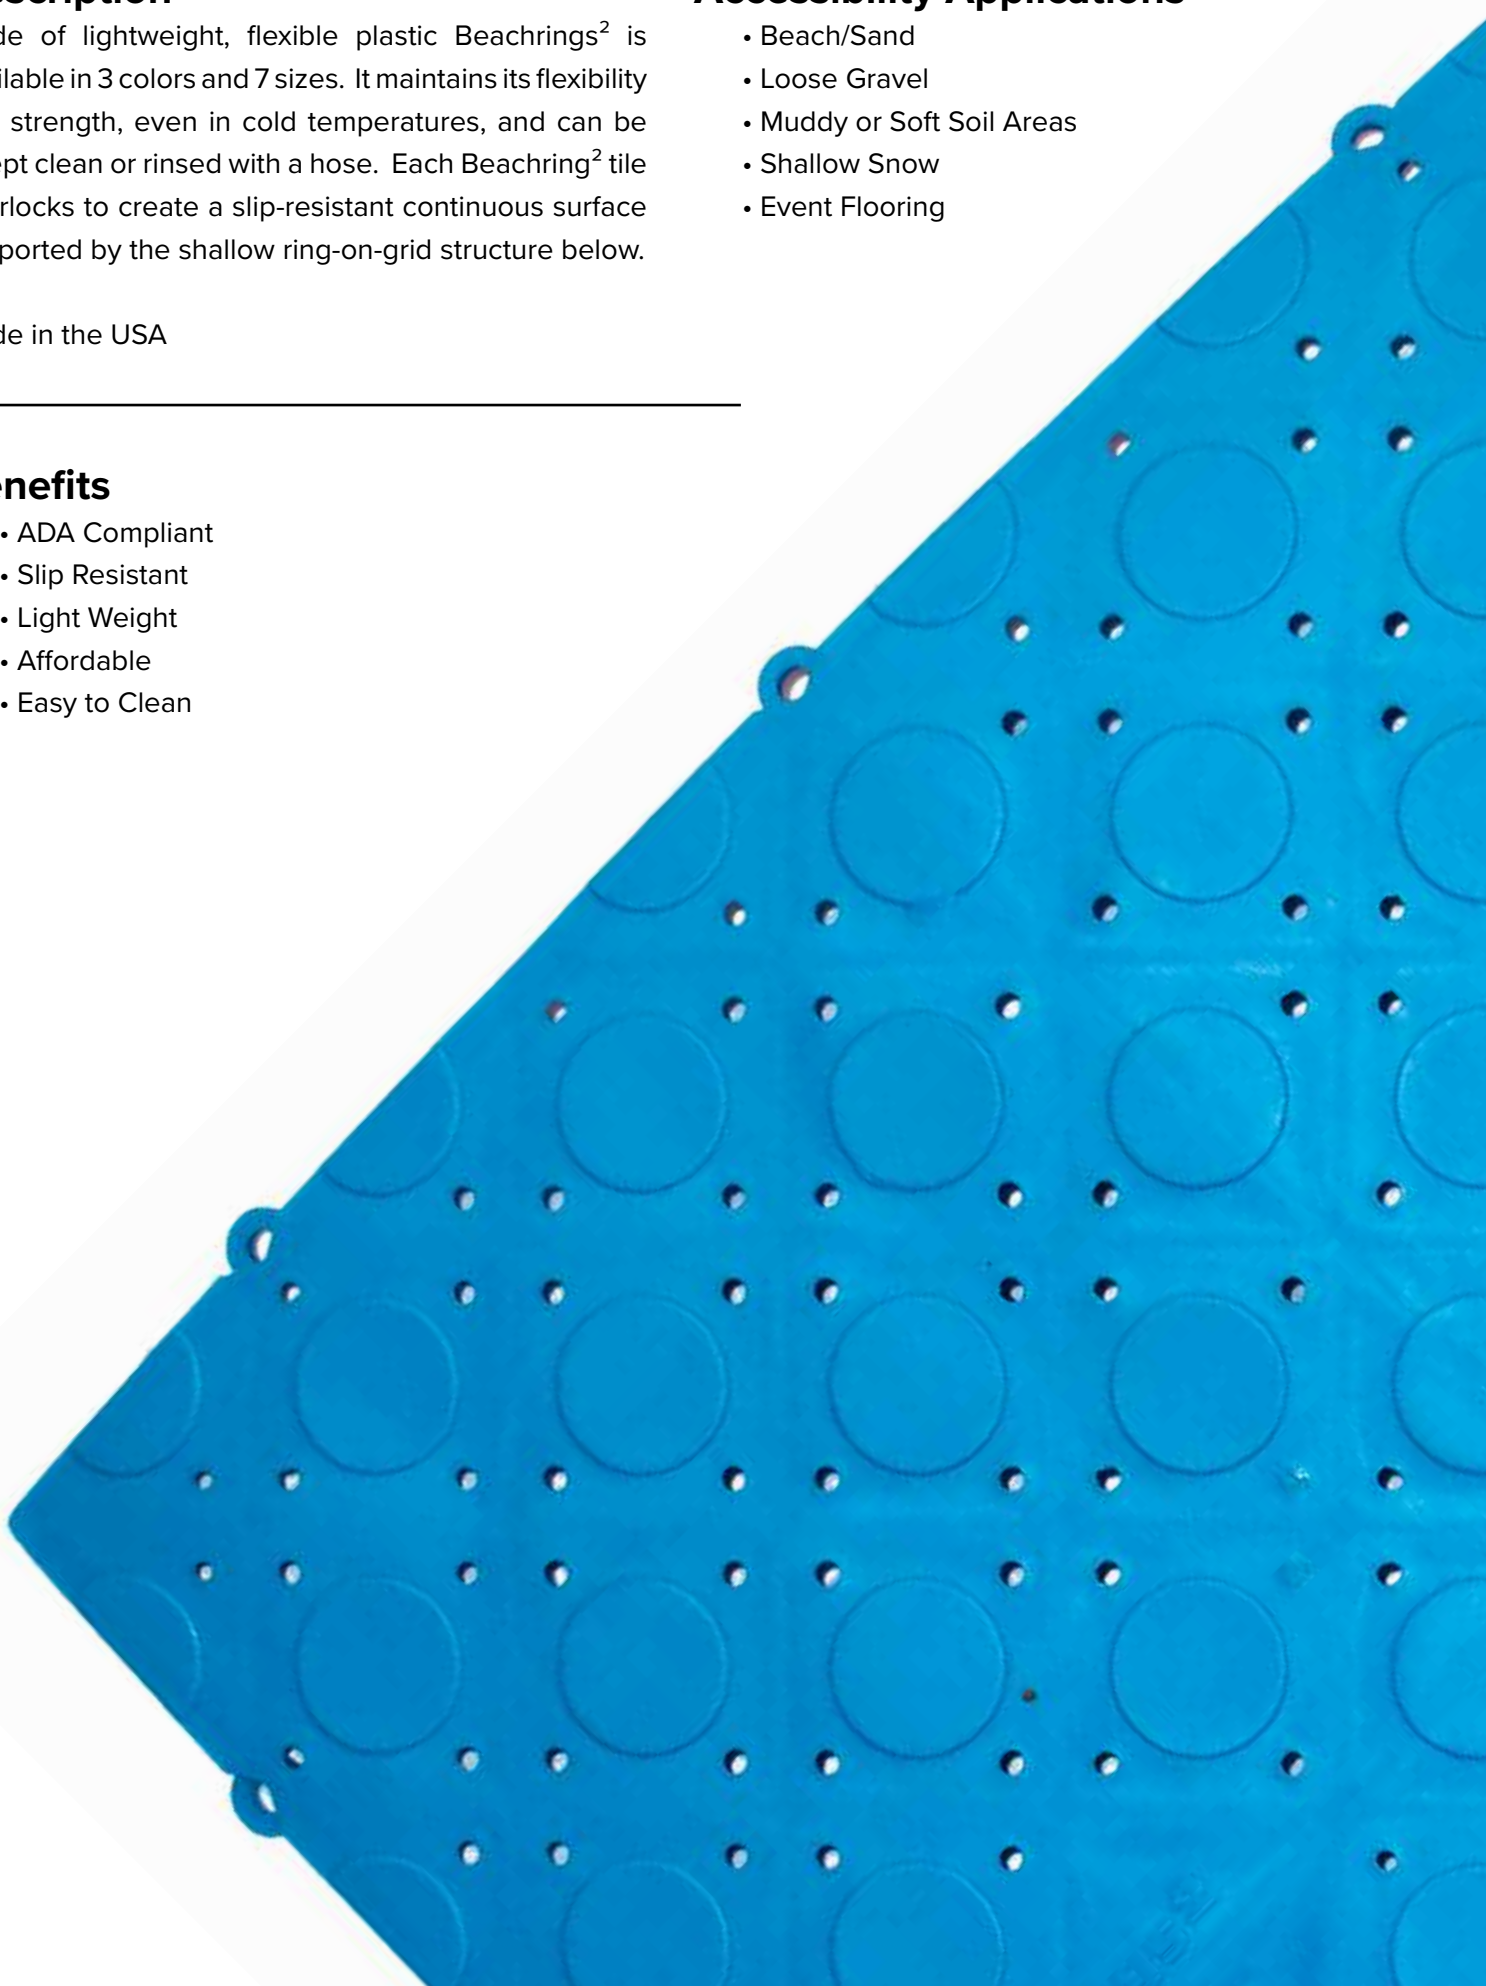 scription
de of lightweight, flexible plastic Beachrings² is
ilable in 3 colors and 7 sizes. It maintains its flexibility
strength, even in cold temperatures, and can be
ept clean or rinsed with a hose. Each Beachring² tile
rlocks to create a slip-resistant continuous surface
ported by the shallow ring-on-grid structure below.
de in the USA
Accessibility Applications
• Beach/Sand
• Loose Gravel
• Muddy or Soft Soil Areas
• Shallow Snow
• Event Flooring
enefits
• ADA Compliant
• Slip Resistant
• Light Weight
• Affordable
• Easy to Clean